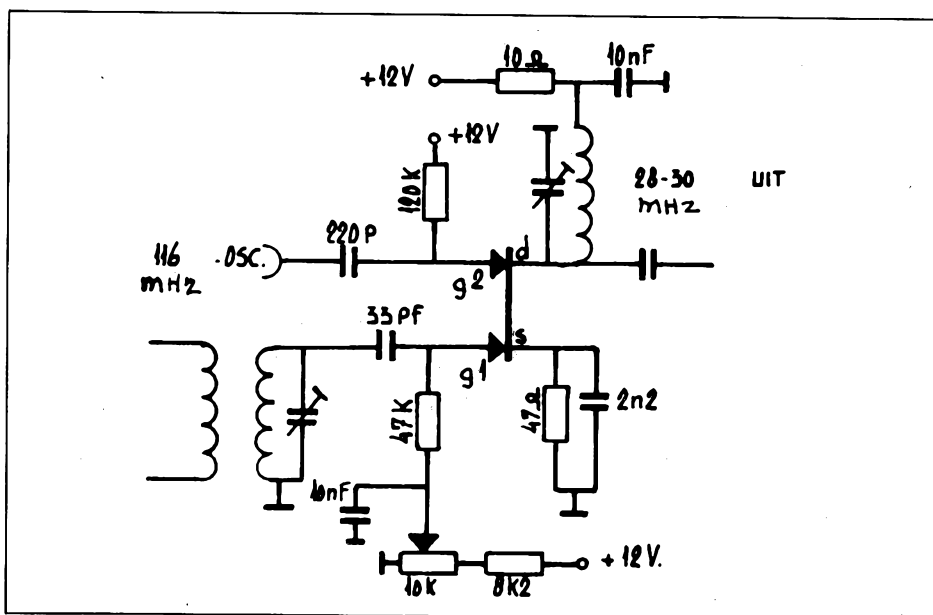 10Ω
10nF
+12V
+12V
120K
28-30
MHZ
UIT
220P
116
MHZ
OSC.
d
g2
33PF
s
g1
47K
47Ω
2n2
10nF
+12V.
10K
8K2